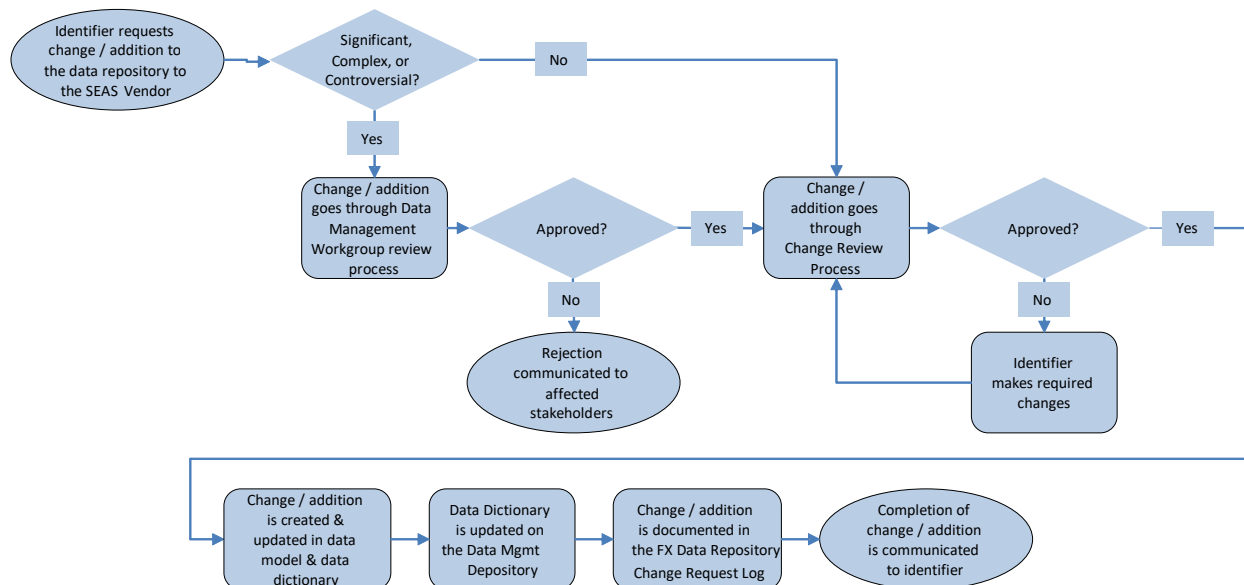 Identifier requests
change / addition to
the data repository to
the SEAS Vendor
Significant,
Complex, or
Controversial?
No
Yes
Change / addition
goes through Data
Management
Workgroup review
process
Approved?
Yes
No
Rejection
communicated to
affected
stakeholders
Change /
addition goes
through
Change Review
Process
Approved?
Yes
No
Identifier
makes required
changes
Change / addition
is created &
updated in data
model & data
dictionary
Data Dictionary
is updated on
the Data Mgmt
Depository
Change / addition
is documented in
the FX Data Repository
Change Request Log
Completion of
change / addition
is communicated
to identifier